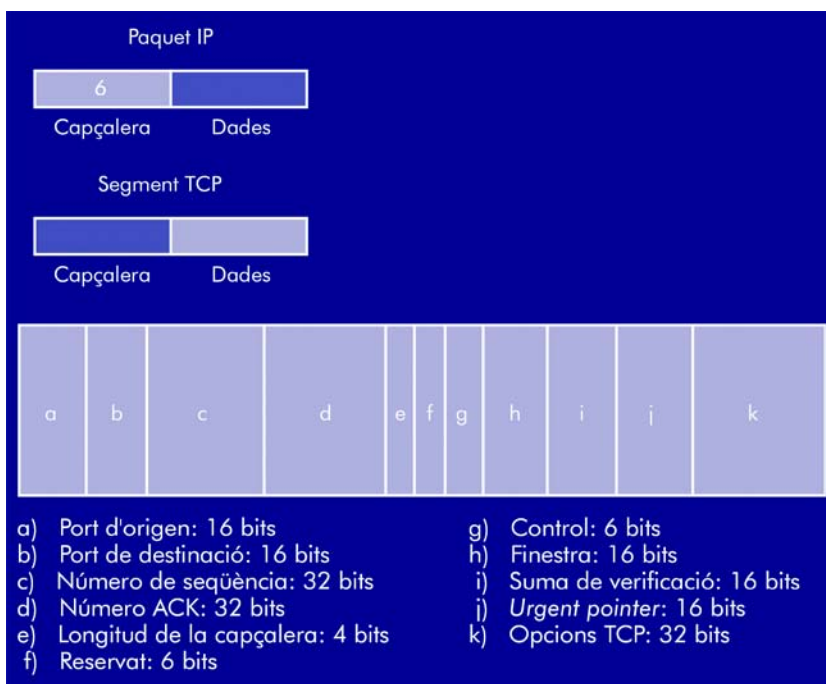 Paquet IP
6
Capçalera Dades
Segment TCP
Capçalera Dades
a b c d e f g h i j k
a) Port d'origen: 16 bits
b) Port de destinació: 16 bits
c) Número de seqüència: 32 bits
d) Número ACK: 32 bits
e) Longitud de la capçalera: 4 bits
f) Reservat: 6 bits
g) Control: 6 bits
h) Finestra: 16 bits
i) Suma de verificació: 16 bits
j) Urgent pointer: 16 bits
k) Opcions TCP: 32 bits